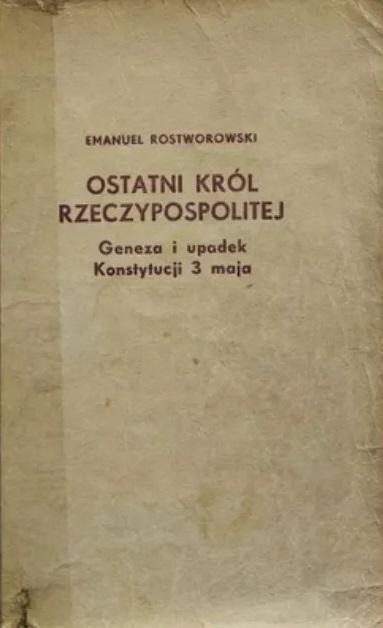 EMANUEL ROSTWOROWSKI
OSTATNI KRÓL
RZECZYPOSPOLITEJ
Geneza i upadek
Konstytucji 3 maja